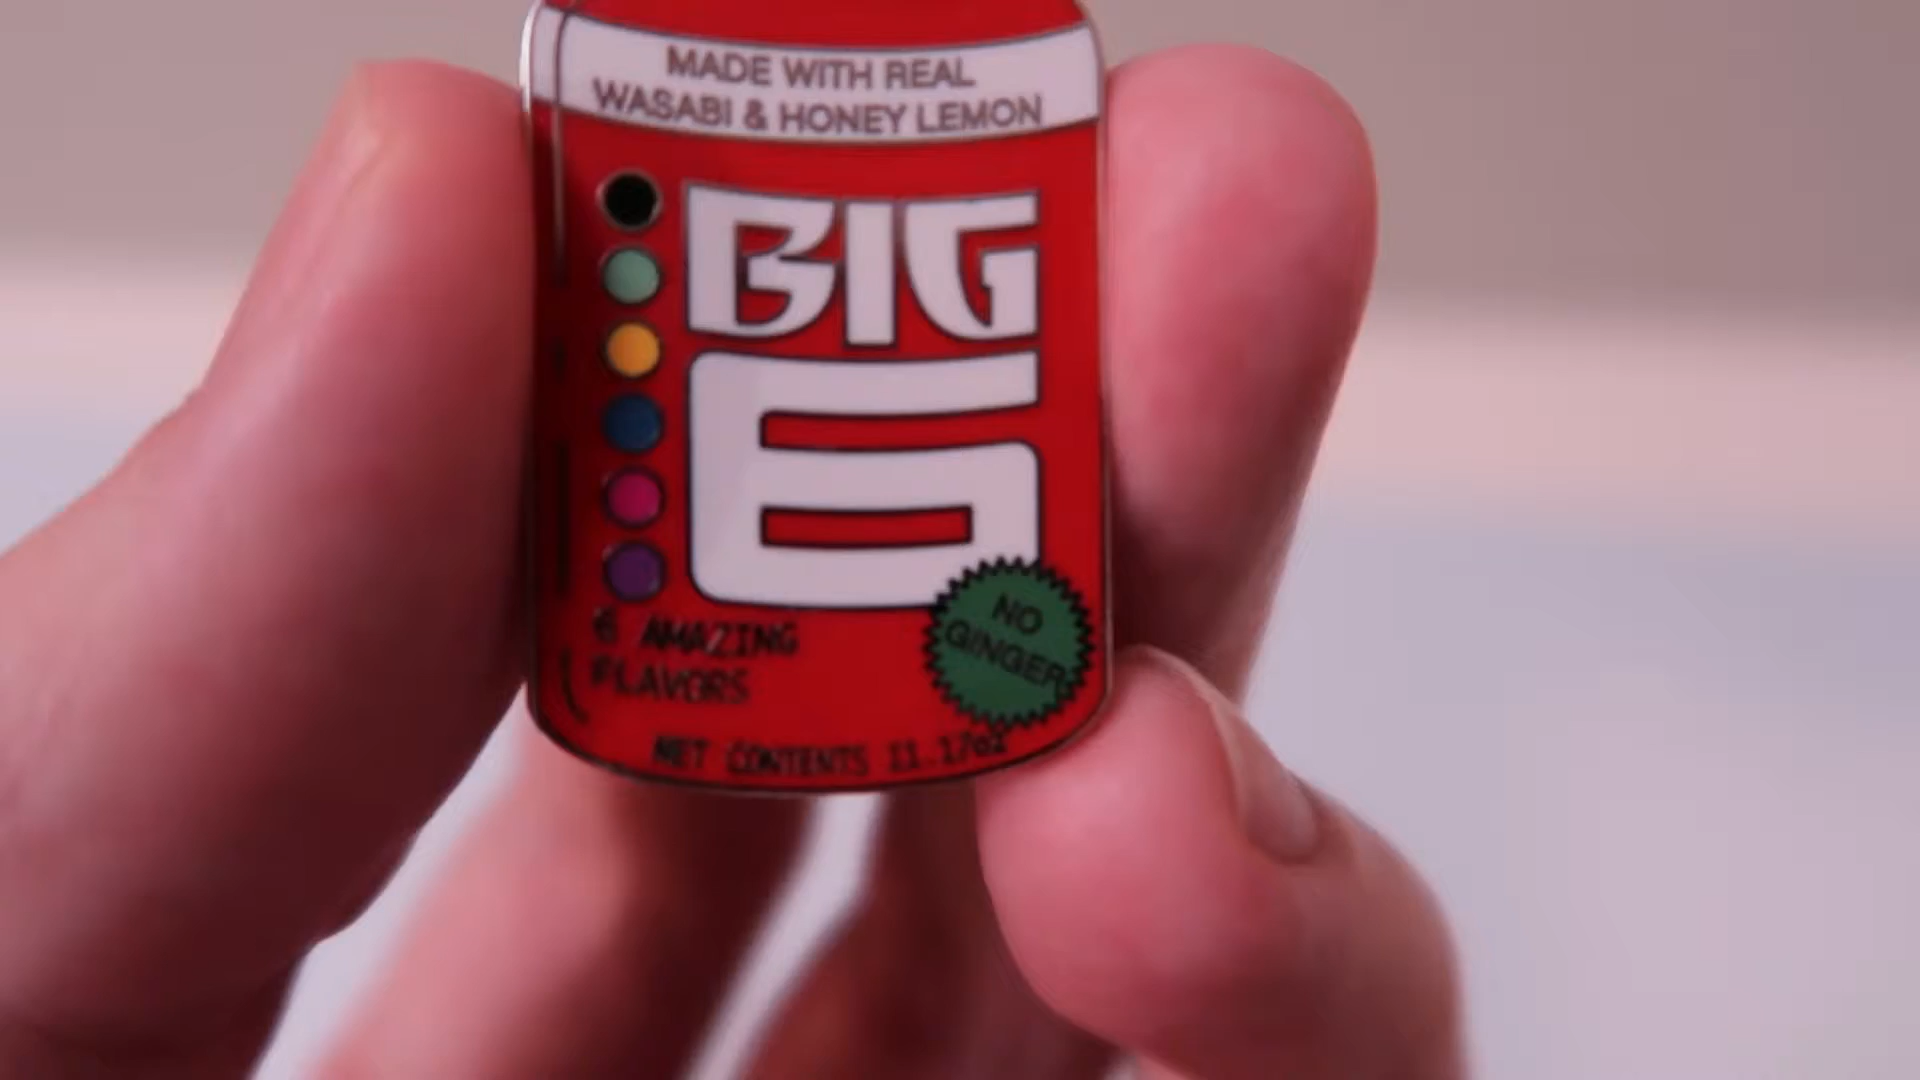 MADE WITH REAL
WASABI & HONEY LEMON
BIG
6
6 AMAZING
FLAVORS
NO
GINGER
NET CONTENTS 11.17oz